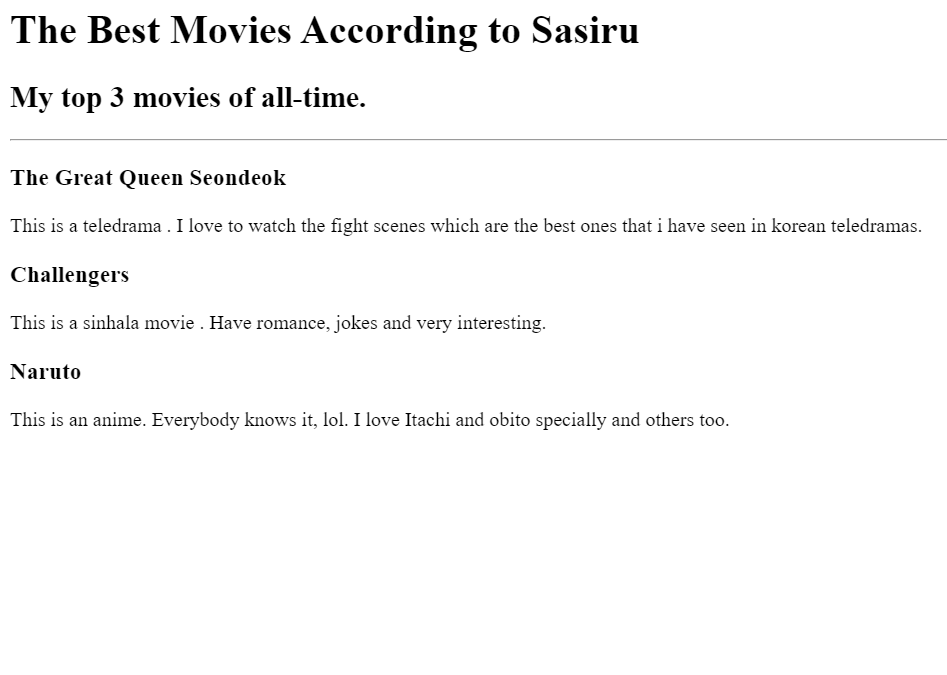 The Best Movies According to Sasiru
My top 3 movies of all-time.
The Great Queen Seondeok
This is a teledrama . I love to watch the fight scenes which are the best ones that i have seen in korean teledramas.
Challengers
This is a sinhala movie . Have romance, jokes and very interesting.
Naruto
This is an anime. Everybody knows it, lol. I love Itachi and obito specially and others too.